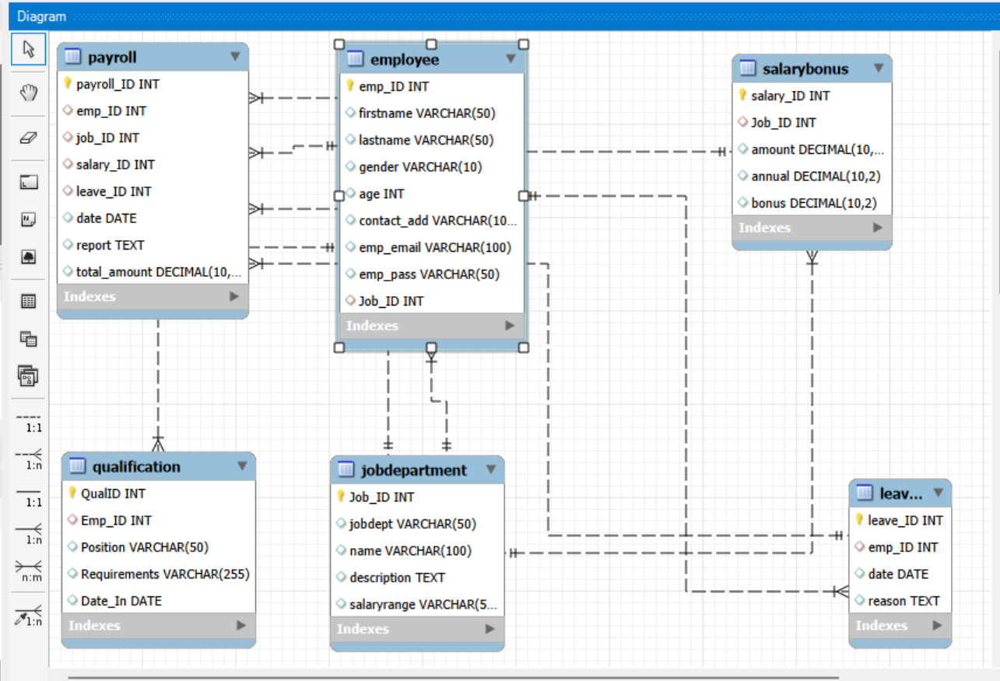 Diagram
payroll
payroll_ID INT
emp_ID INT
job_ID INT
salary_ID INT
leave_ID INT
date DATE
report TEXT
total_amount DECIMAL(10,...
Indexes
employee
emp_ID INT
firstname VARCHAR(50)
lastname VARCHAR(50)
gender VARCHAR(10)
age INT
contact_add VARCHAR(10...
emp_email VARCHAR(100)
emp_pass VARCHAR(50)
Job_ID INT
Indexes
salarybonus
salary_ID INT
Job_ID INT
amount DECIMAL(10,...
annual DECIMAL(10,2)
bonus DECIMAL(10,2)
Indexes
1:1
1:n
1:1
1:n
n:m
1:n
qualification
QualID INT
Emp_ID INT
Position VARCHAR(50)
Requirements VARCHAR(255)
Date_In DATE
Indexes
jobdepartment
Job_ID INT
jobdept VARCHAR(50)
name VARCHAR(100)
description TEXT
salaryrange VARCHAR(5...
Indexes
leav...
leave_ID INT
emp_ID INT
date DATE
reason TEXT
Indexes